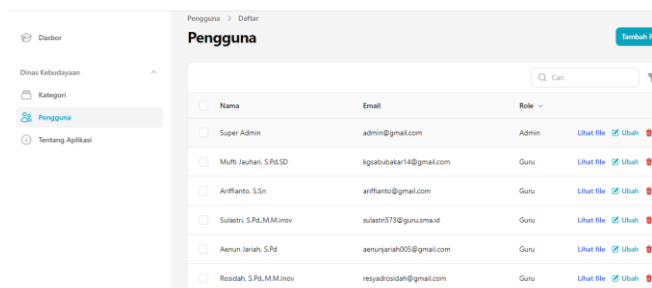 Pengguna > Daftar
Dasbor
Pengguna
Tambah
Dinas Kebudayaan
Cari
Kategori
Nama Email Role
Pengguna
Super Admin admin@gmail.com Admin Lihat file Ubah
Tentang Aplikasi
Mufti Jauhari, S.Pd.SD kgsabubakar14@gmail.com Guru Lihat file Ubah
Ariffianto, S.Sn ariffianto@gmail.com Guru Lihat file Ubah
Sulastri, S.Pd.,M.M.Inov sulastri573@guru.sma.id Guru Lihat file Ubah
Aenun Jariah, S.Pd aenunjariah005@gmail.com Guru Lihat file Ubah
Rosidah, S.Pd.,M.M.Inov resyadrosidah@gmail.com Guru Lihat file Ubah